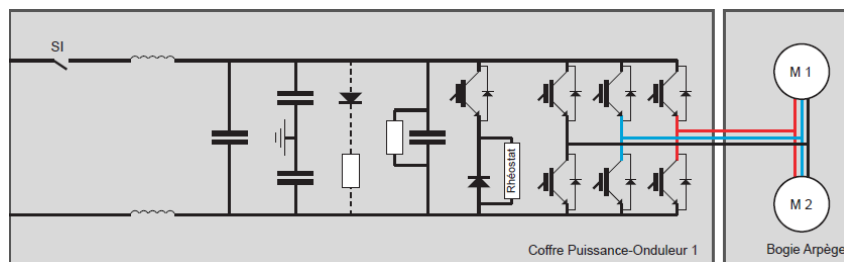 SI
M 1
Rhéostat
M 2
Coffre Puissance-Onduleur 1
Bogie Arpège